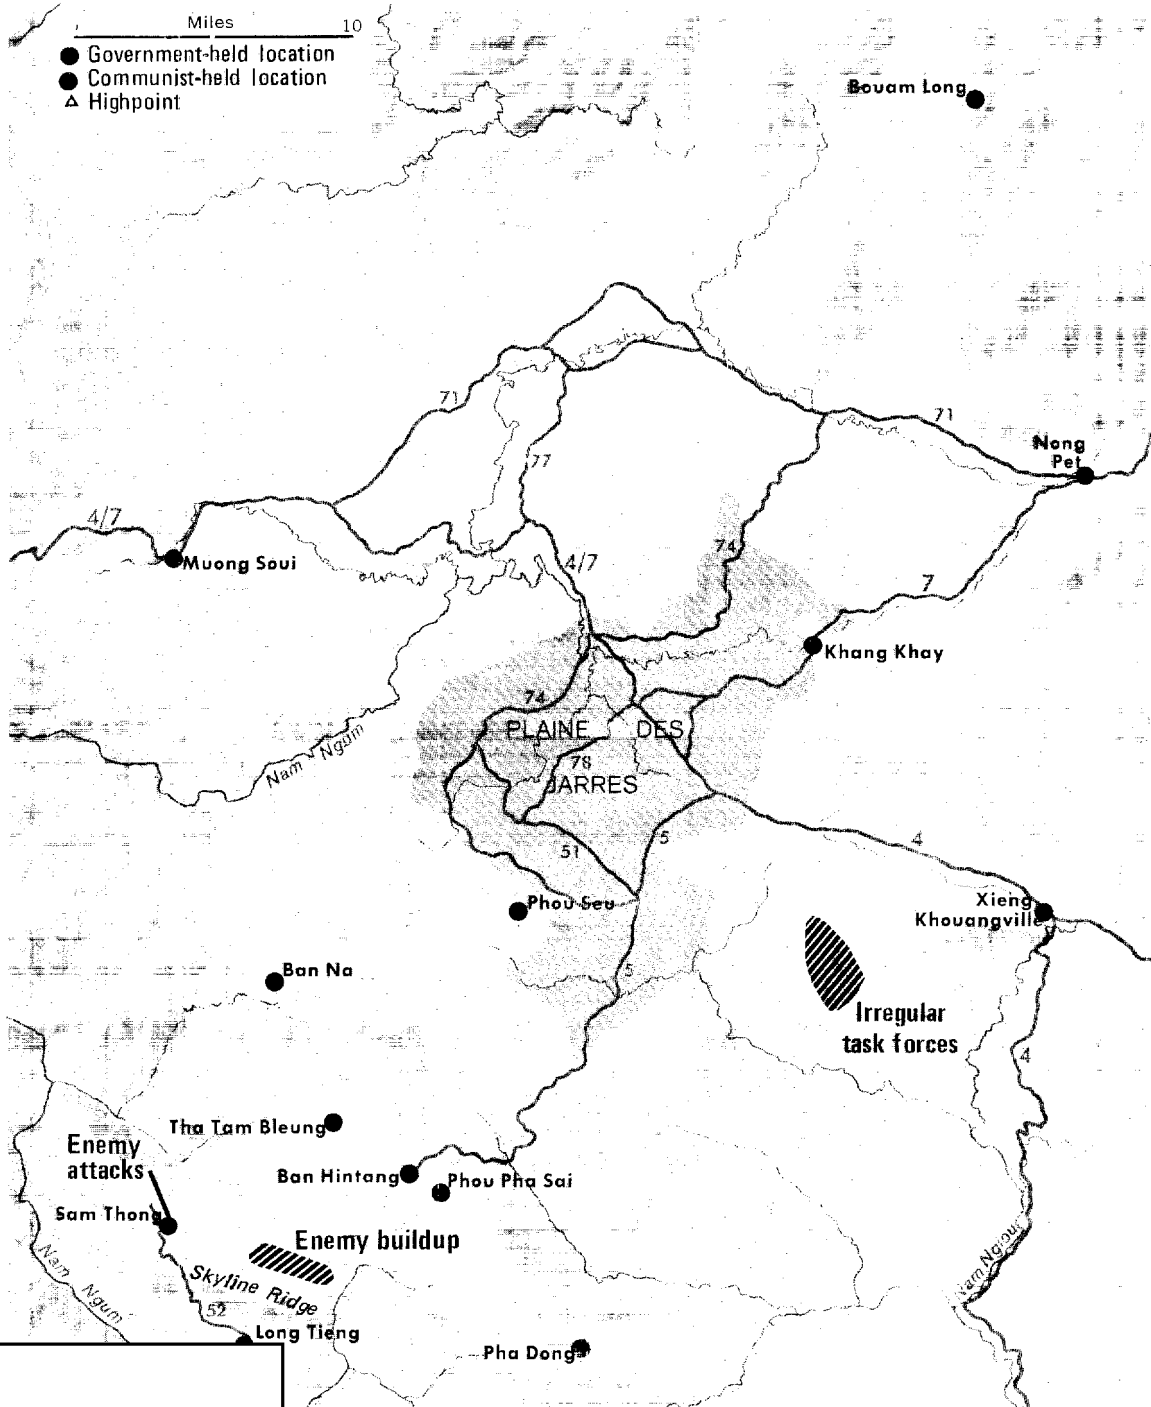 Miles
10
Government-held location
Communist-held location
Highpoint
Bouam Long
71
71
Nong
Pet
77
4/7
Muong Soui
4/7
74
7
Khang Khay
74
PLAINE DES
Nam Ngum
78
JARRES
5
51
4
Phou Seu
Xieng
Khouangville
Ban Na
5
Irregular
task forces
4
Tha Tam Bleung
Enemy
attacks
Ban Hintang
Phou Pha Sai
Sam Thong
Enemy buildup
Nam Ngum
Skyline Ridge
52
Long Tieng
Pha Dong